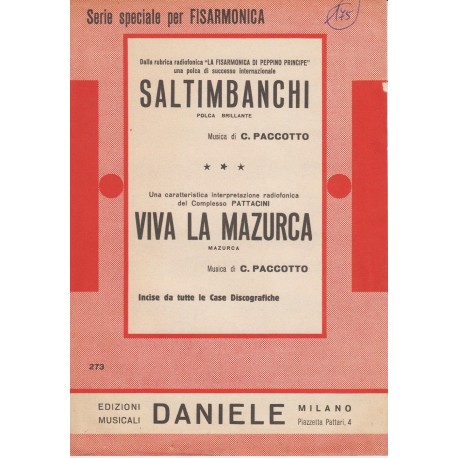 Serie speciale per FISARMONICA
175
Dalla rubrica radiofonica "LA FISARMONICA DI PEPPINO PRINCIPE"
una polca di successo internazionale
SALTIMBANCHI
POLCA BRILLANTE
Musica di C. PACCOTTO
* * *
Una caratteristica interpretazione radiofonica
del Complesso PATTACINI
VIVA LA MAZURCA
MAZURCA
Musica di C. PACCOTTO
Incise da tutte le Case Discografiche
273
EDIZIONI
MUSICALI
DANIELE
MILANO
Piazzetta Pattari, 4